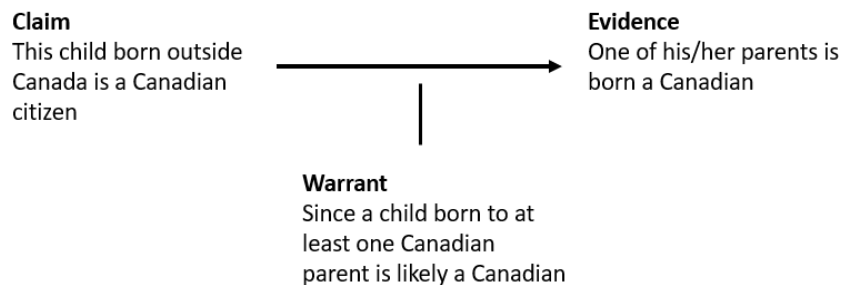 Claim
This child born outside
Canada is a Canadian
citizen
Evidence
One of his/her parents is
born a Canadian
Warrant
Since a child born to at
least one Canadian
parent is likely a Canadian